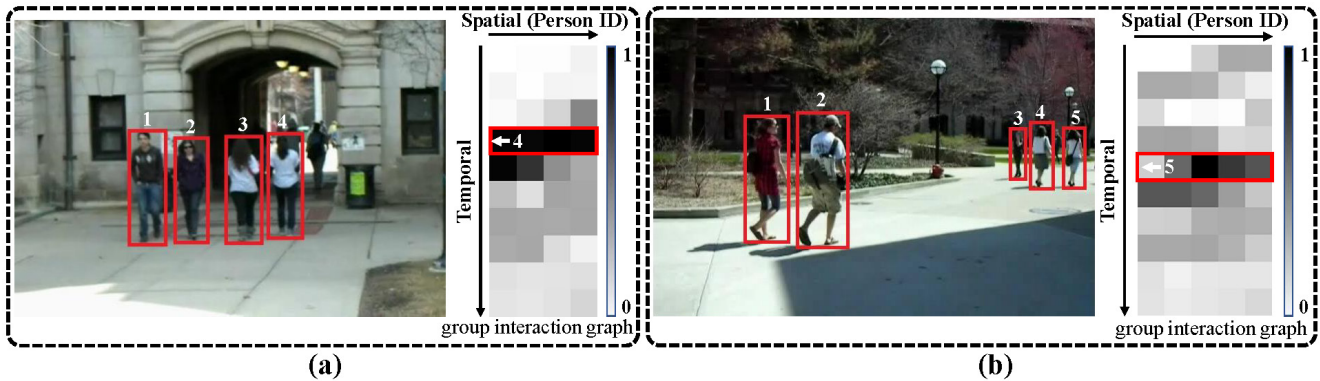 Spatial (Person ID)
1
2
3
4
4
Temporal
1
0
group interaction graph
(a)
Spatial (Person ID)
1
2
3
4
5
5
Temporal
1
0
group interaction graph
(b)